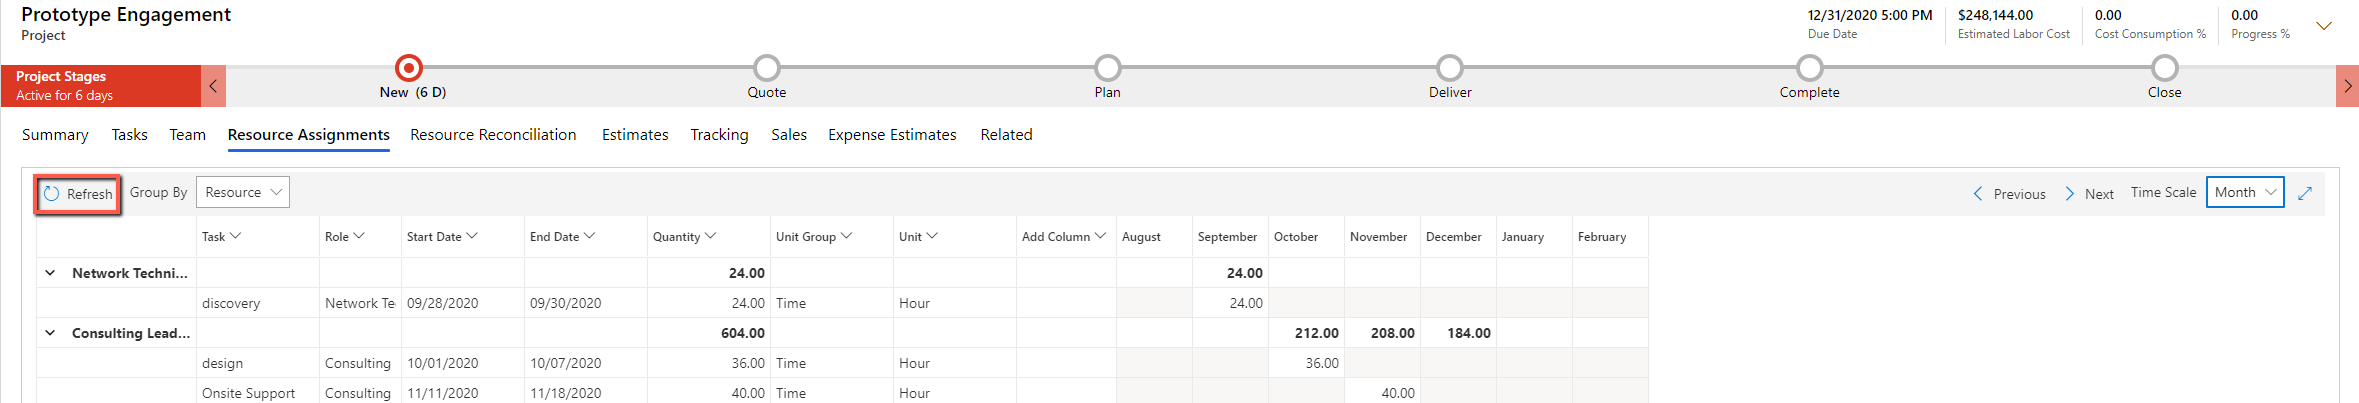 Prototype Engagement
Project
12/31/2020 5:00 PM
Due Date
$248,144.00
Estimated Labor Cost
0.00
Cost Consumption %
0.00
Progress %
Project Stages
Active for 6 days
New (6 D)
Quote
Plan
Deliver
Complete
Close
Summary Tasks Team Resource Assignments Resource Reconciliation Estimates Tracking Sales Expense Estimates Related
Refresh Group By Resource Previous Next Time Scale Month
Task Role Start Date End Date Quantity Unit Group Unit Add Column August September October November December January February
Network Techni... 24.00 24.00
discovery Network Te 09/28/2020 09/30/2020 24.00 Time Hour 24.00
Consulting Lead... 604.00 212.00 208.00 184.00
design Consulting 10/01/2020 10/07/2020 36.00 Time Hour 36.00
Onsite Support Consulting 11/11/2020 11/18/2020 40.00 Time Hour 40.00